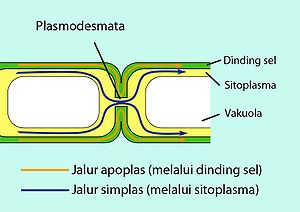 Plasmodesmata
Dinding sel
Sitoplasma
Vakuola
Jalur apoplas (melalui dinding sel)
Jalur simplas (melalui sitoplasma)